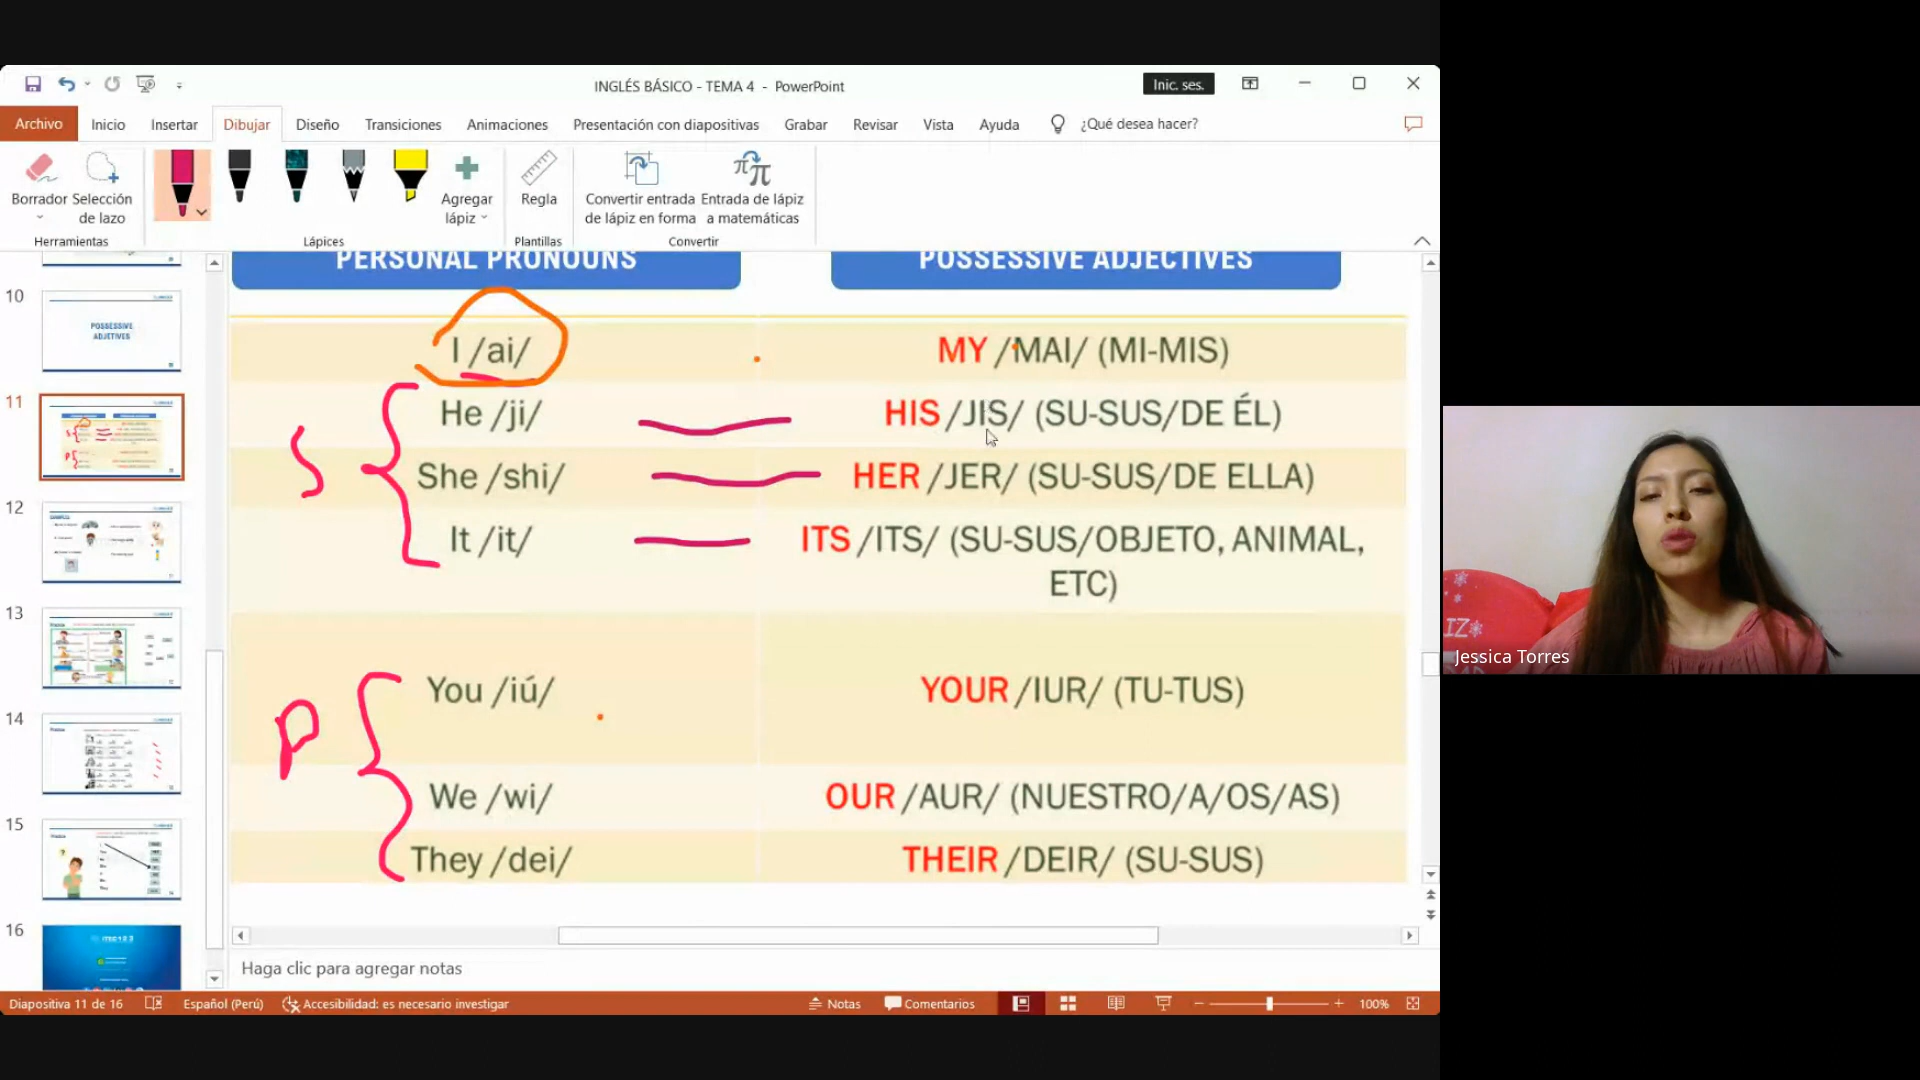 INGLÉS BÁSICO - TEMA 4 - PowerPoint
Inic. ses.
Archivo Inicio Insertar Dibujar Diseño Transiciones Animaciones Presentación con diapositivas Grabar Revisar Vista Ayuda ¿Qué desea hacer?
Borrador Selección de lazo
Agregar lápiz
Regla
Convertir entrada de lápiz en forma
Entrada de lápiz a matemáticas
Herramientas Lápices Plantillas Convertir
PERSONAL PRONOUNS POSSESSIVE ADJECTIVES
I /ai/ MY /MAI/ (MI-MIS)
He /ji/ HIS /JIS/ (SU-SUS/DE ÉL)
S
She /shi/ HER /JER/ (SU-SUS/DE ELLA)
It /it/ ITS /ITS/ (SU-SUS/OBJETO, ANIMAL,
ETC)
You /iú/ YOUR /IUR/ (TU-TUS)
P
We /wi/ OUR /AUR/ (NUESTRO/A/OS/AS)
They /dei/ THEIR /DEIR/ (SU-SUS)
10
POSSESSIVE
ADJETIVES
11
12
13
14
15
16
Haga clic para agregar notas
Diapositiva 11 de 16 Español (Perú) Accesibilidad: es necesario investigar Notas Comentarios 100%
IZ
Jessica Torres